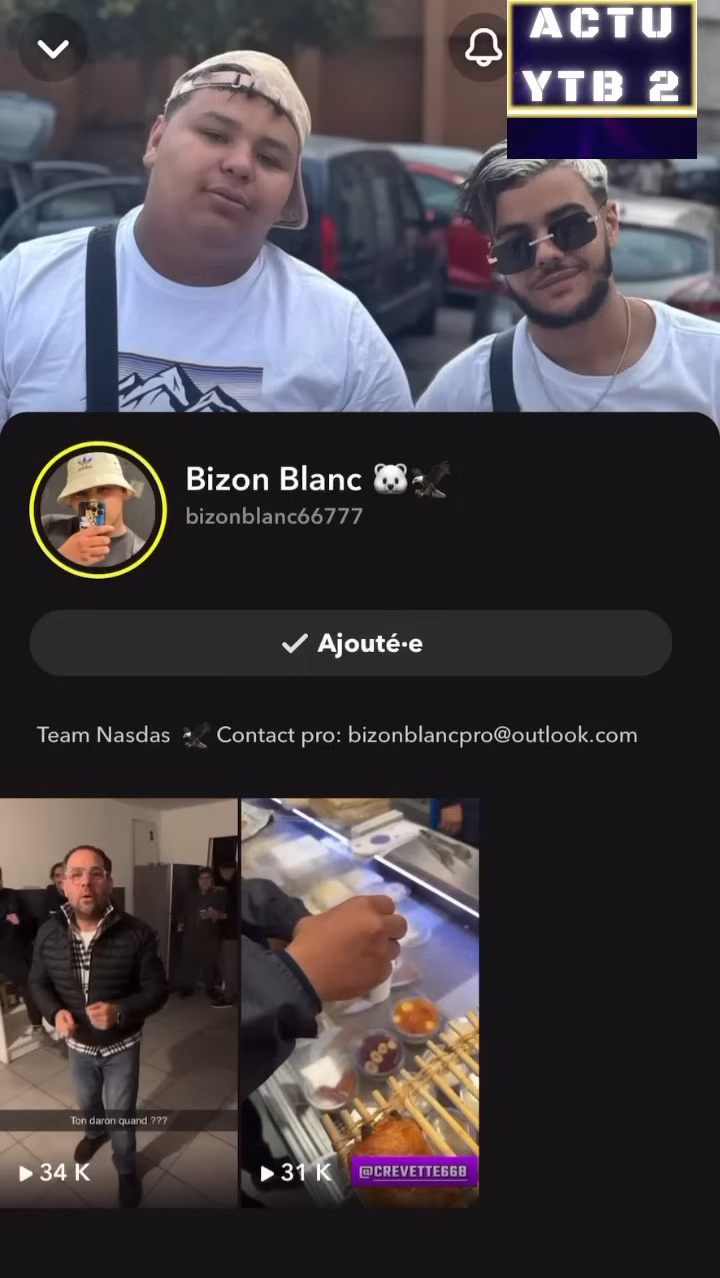 ACTU
YTB 2
Bizon Blanc 🐻‍❄️🦅
bizonblanc66777
Ajouté·e
Team Nasdas 🦅 Contact pro: bizonblancpro@outlook.com
Ton daron quand ???
34 K
31 K
@CREVETTE66B